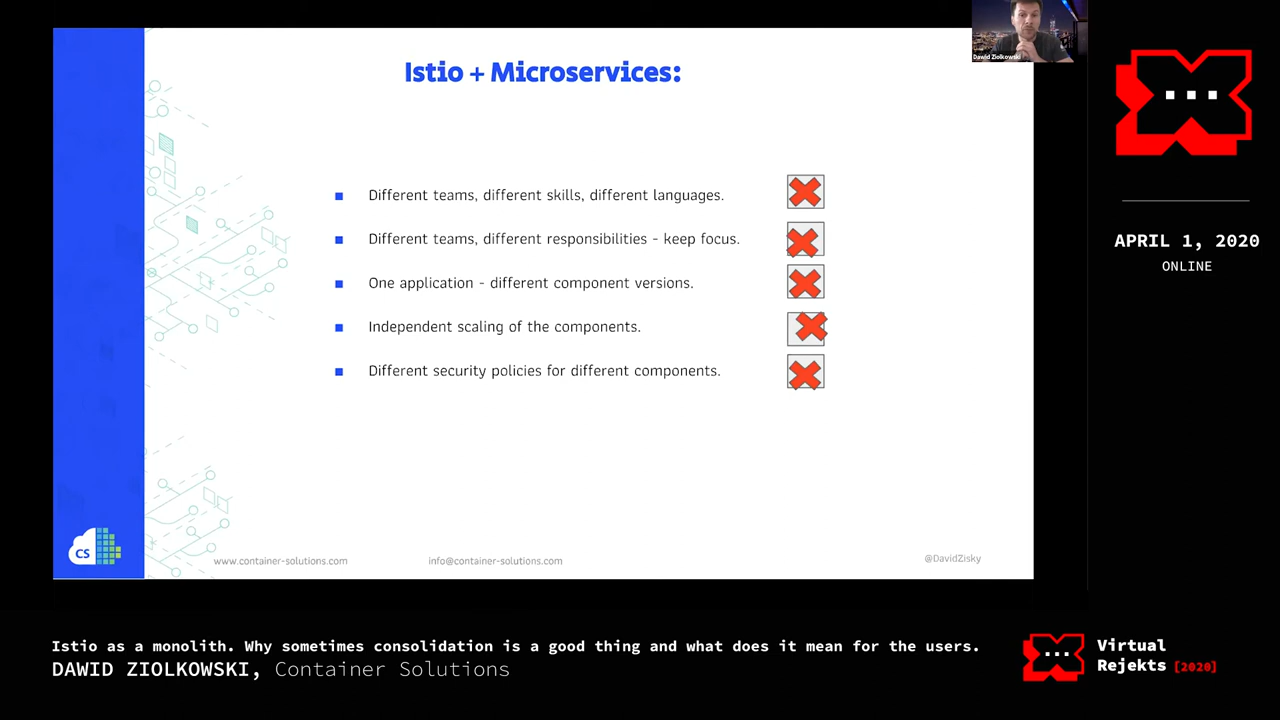 Istio + Microservices:
Dawid Ziolkowski
Different teams, different skills, different languages.
Different teams, different responsibilities - keep focus.
One application - different component versions.
Independent scaling of the components.
Different security policies for different components.
CS
www.container-solutions.com
info@container-solutions.com
@DavidZisky
APRIL 1, 2020
ONLINE
Istio as a monolith. Why sometimes consolidation is a good thing and what does it mean for the users.
DAWID ZIOLKOWSKI, Container Solutions
Virtual
Rejekts [2020]